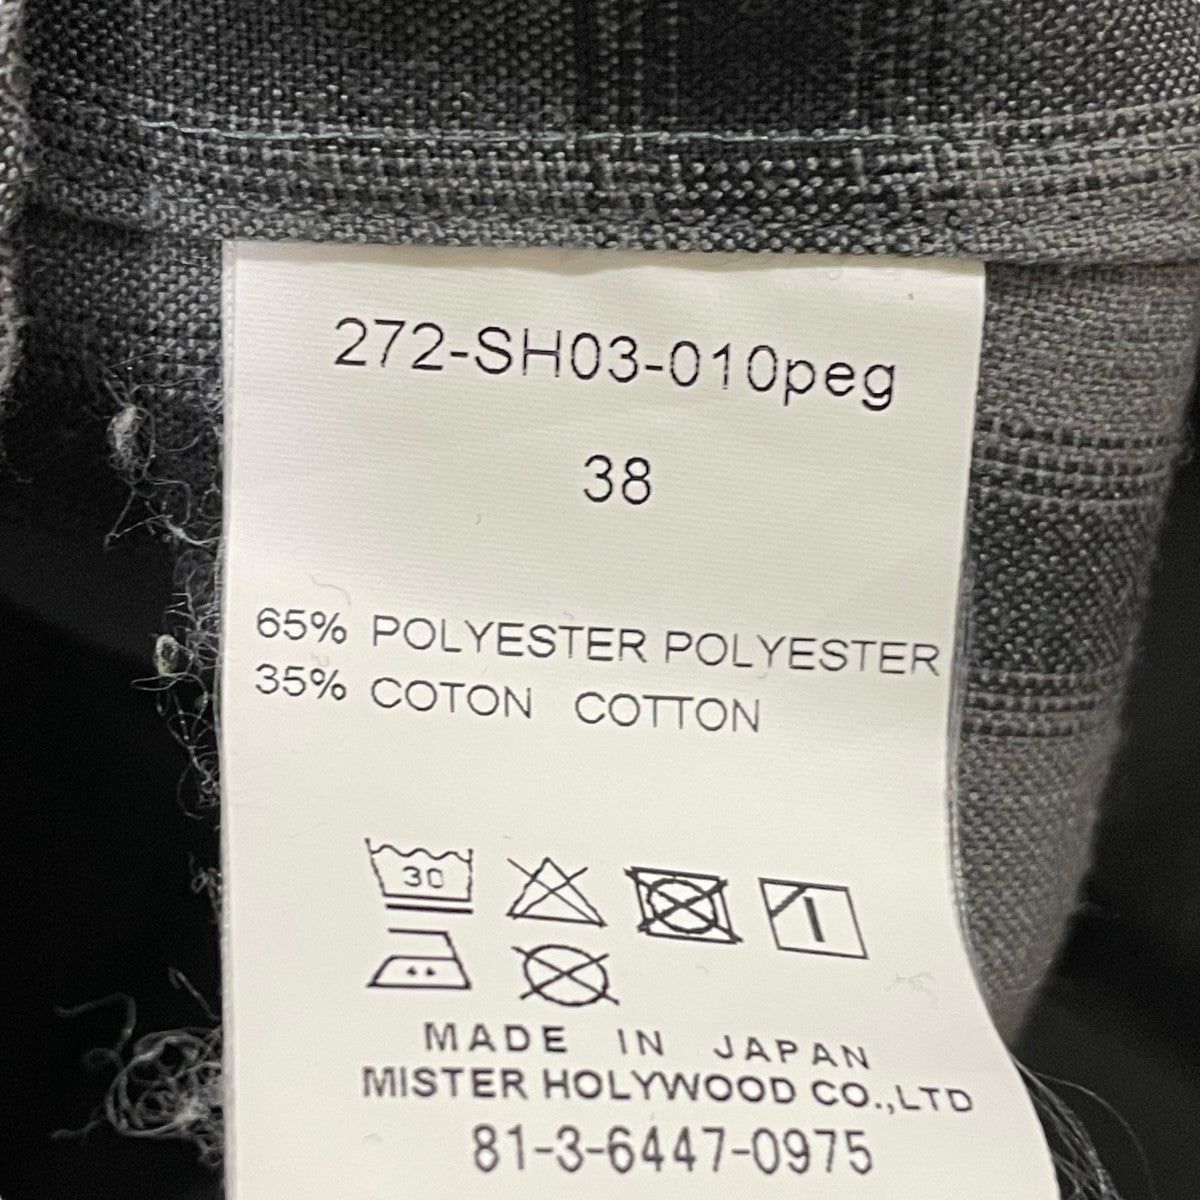 272-SH03-010peg
38
65% POLYESTER POLYESTER
35% COTON COTTON
30
MADE IN JAPAN
MISTER HOLYWOOD CO.,LTD
81-3-6447-0975